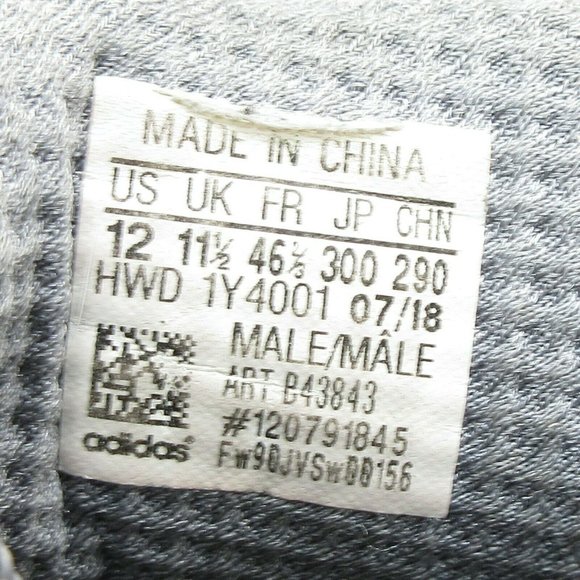 MADE IN CHINA
US UK FR JP CHN
12 11½ 46⅔ 300 290
HWD 1Y4001 07/18
MALE/MÂLE
ART B43843
#120791845
adidas
Fw90JVSw00156